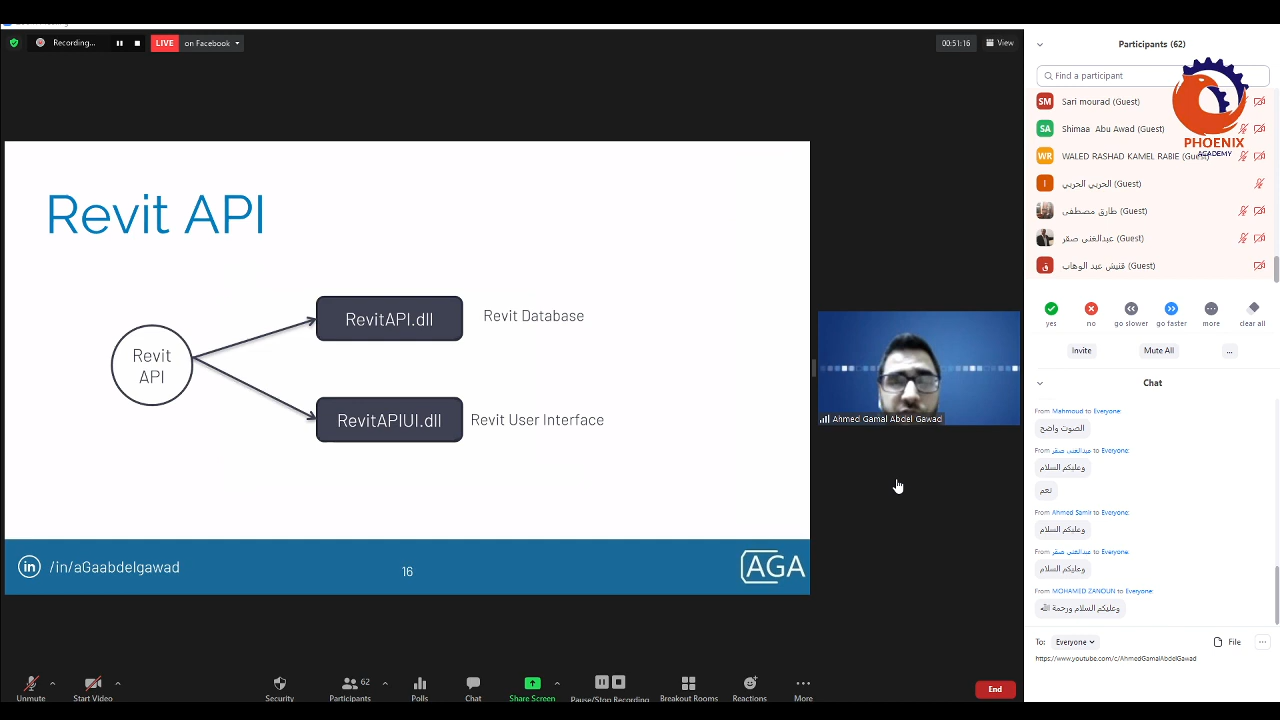 Recording...
LIVE
on Facebook
00:51:16
View
Participants (62)
Find a participant
SM
Sari mourad (Guest)
SA
Shimaa Abu Awad (Guest)
WR
WALED RASHAD KAMEL RABIE (Guest)
PHOENIX
ACADEMY
I
الحربي الحربي (Guest)
طارق مصطفى (Guest)
عبدالغنى صقر (Guest)
ق
قنيش عبد الوهاب (Guest)
yes
no
go slower
go faster
more
clear all
Invite
Mute All
...
Chat
From Mahmoud to Everyone:
الصوت واضح
From عبدالغنى صقر to Everyone:
وعليكم السلام
نعم
From Ahmed Samir to Everyone:
وعليكم السلام
From عبدالغنى صقر to Everyone:
وعليكم السلام
From MOHAMED ZANOUN to Everyone:
وعليكم السلام ورحمة الله
To: Everyone
File
https://www.youtube.com/c/AhmedGamalAbdelGawad
Revit API
Revit
API
RevitAPI.dll
Revit Database
RevitAPIUI.dll
Revit User Interface
in
/in/aGaabdelgawad
16
AGA
Ahmed Gamal Abdel Gawad
Unmute
Start Video
Security
62
Participants
Polls
Chat
Share Screen
Pause/Stop Recording
Breakout Rooms
Reactions
More
End